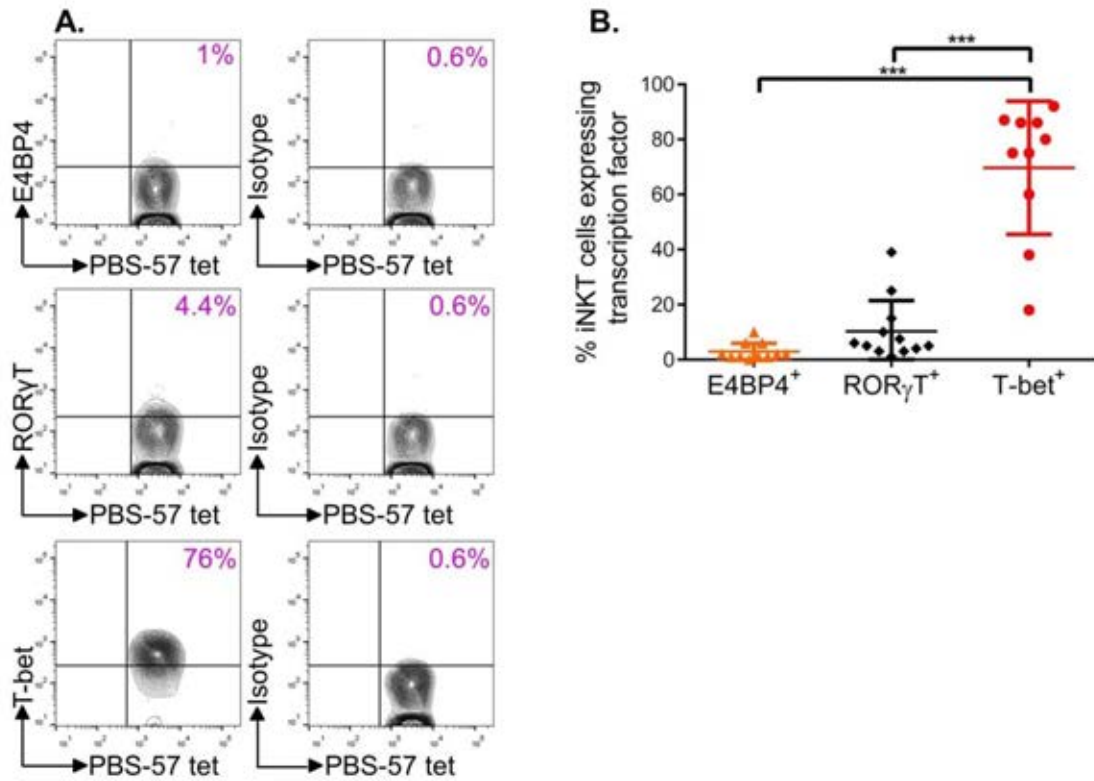 A.
1%
E4BP4
PBS-57 tet
0.6%
Isotype
PBS-57 tet
4.4%
RORγT
PBS-57 tet
0.6%
Isotype
PBS-57 tet
76%
T-bet
PBS-57 tet
0.6%
Isotype
PBS-57 tet
B.
***
***
% iNKT cells expressing
transcription factor
100
80
60
40
20
0
E4BP4⁺ RORγT⁺ T-bet⁺